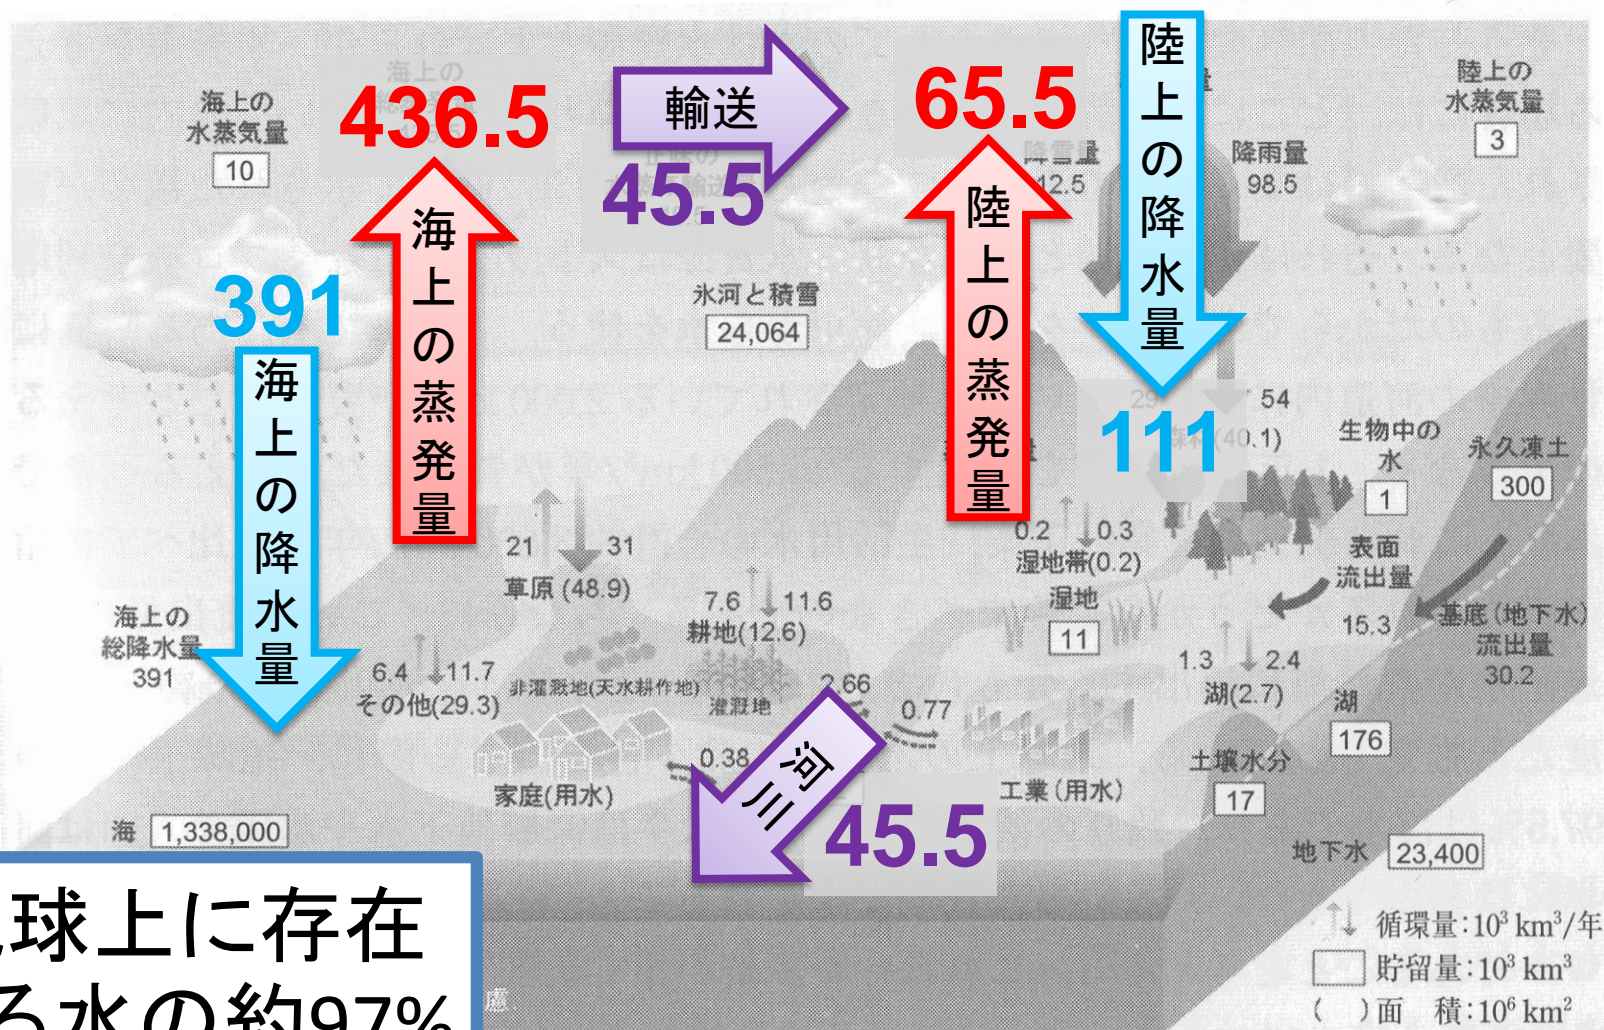 海上の
水蒸気量
10
436.5
輸送
45.5
65.5
陸上の降水量
陸上の
水蒸気量
3
降雪量
12.5
降雨量
98.5
391
海上の降水量
海上の蒸発量
氷河と積雪
24,064
陸上の蒸発量
111
54
生物中の
水
1
永久凍土
300
21
31
草原(48.9)
0.2
0.3
湿地帯(0.2)
湿地
11
表面
流出量
15.3
基底(地下水)
流出量
30.2
海上の
総降水量
391
7.6
11.6
耕地(12.6)
6.4
11.7
その他(29.3)
非灌漑地(天水耕作地)
灌漑地
2.66
0.77
1.3
2.4
湖(2.7)
湖
176
0.38
家庭(用水)
河川
45.5
工業(用水)
土壌水分
17
海 1,338,000
地下水 23,400
球上に存在
る水の約97%
慮.
循環量:10³ km³/年
貯留量:10³ km³
( )面 積:10⁶ km²